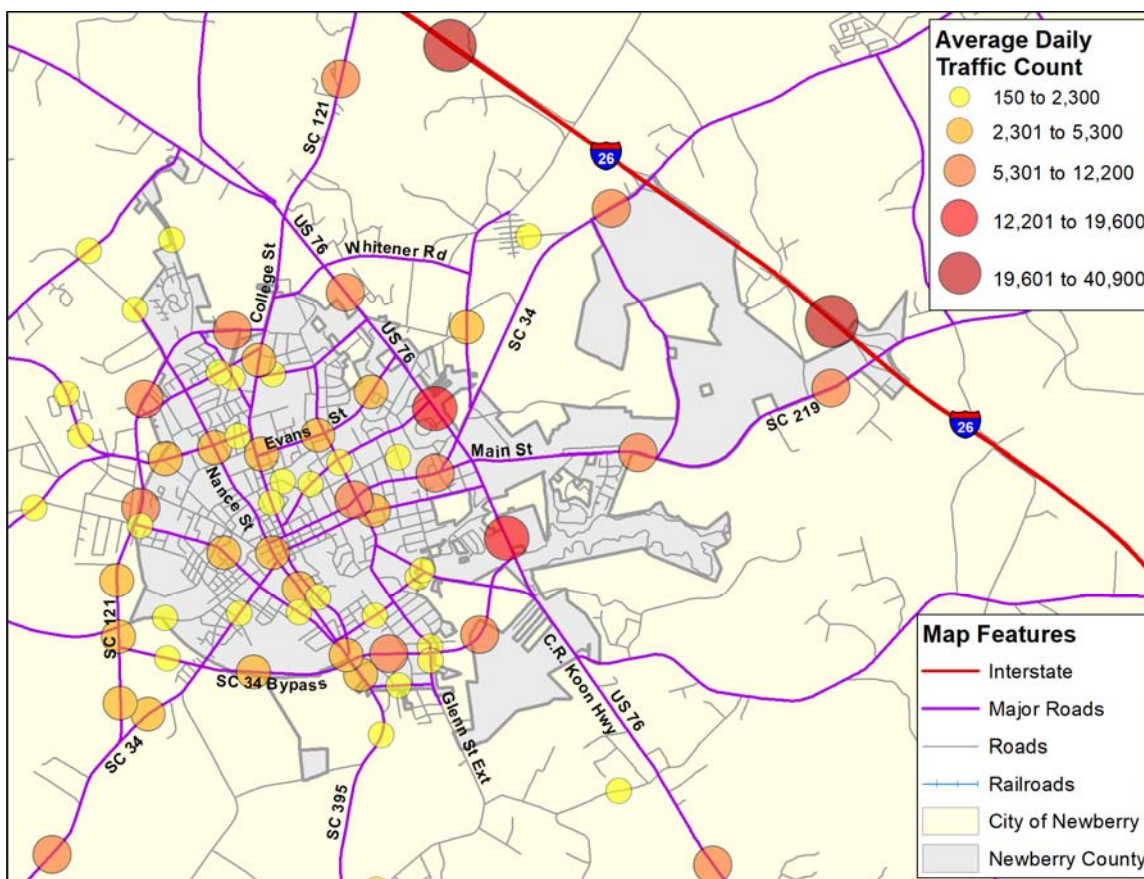 Average Daily
Traffic Count
150 to 2,300
2,301 to 5,300
5,301 to 12,200
12,201 to 19,600
19,601 to 40,900
SC 121
26
US 76
Whitener Rd
College St
US 76
SC 34
Evans St
Main St
SC 219
26
Nance St
SC 121
SC 34 Bypass
SC 34
SC 395
Glenn St Ext
C.R. Koon Hwy
US 76
Map Features
Interstate
Major Roads
Roads
Railroads
City of Newberry
Newberry County